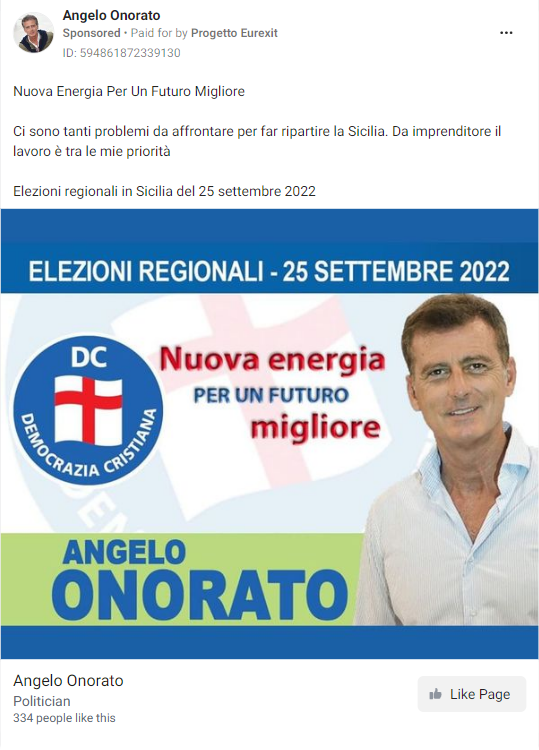 Angelo Onorato
Sponsored • Paid for by Progetto Eurexit
ID: 594861872339130
Nuova Energia Per Un Futuro Migliore
Ci sono tanti problemi da affrontare per far ripartire la Sicilia. Da imprenditore il
lavoro è tra le mie priorità
Elezioni regionali in Sicilia del 25 settembre 2022
ELEZIONI REGIONALI - 25 SETTEMBRE 2022
DC
DEMOCRAZIA CRISTIANA
Nuova energia
PER UN FUTURO
migliore
ANGELO
ONORATO
Angelo Onorato
Politician
334 people like this
Like Page